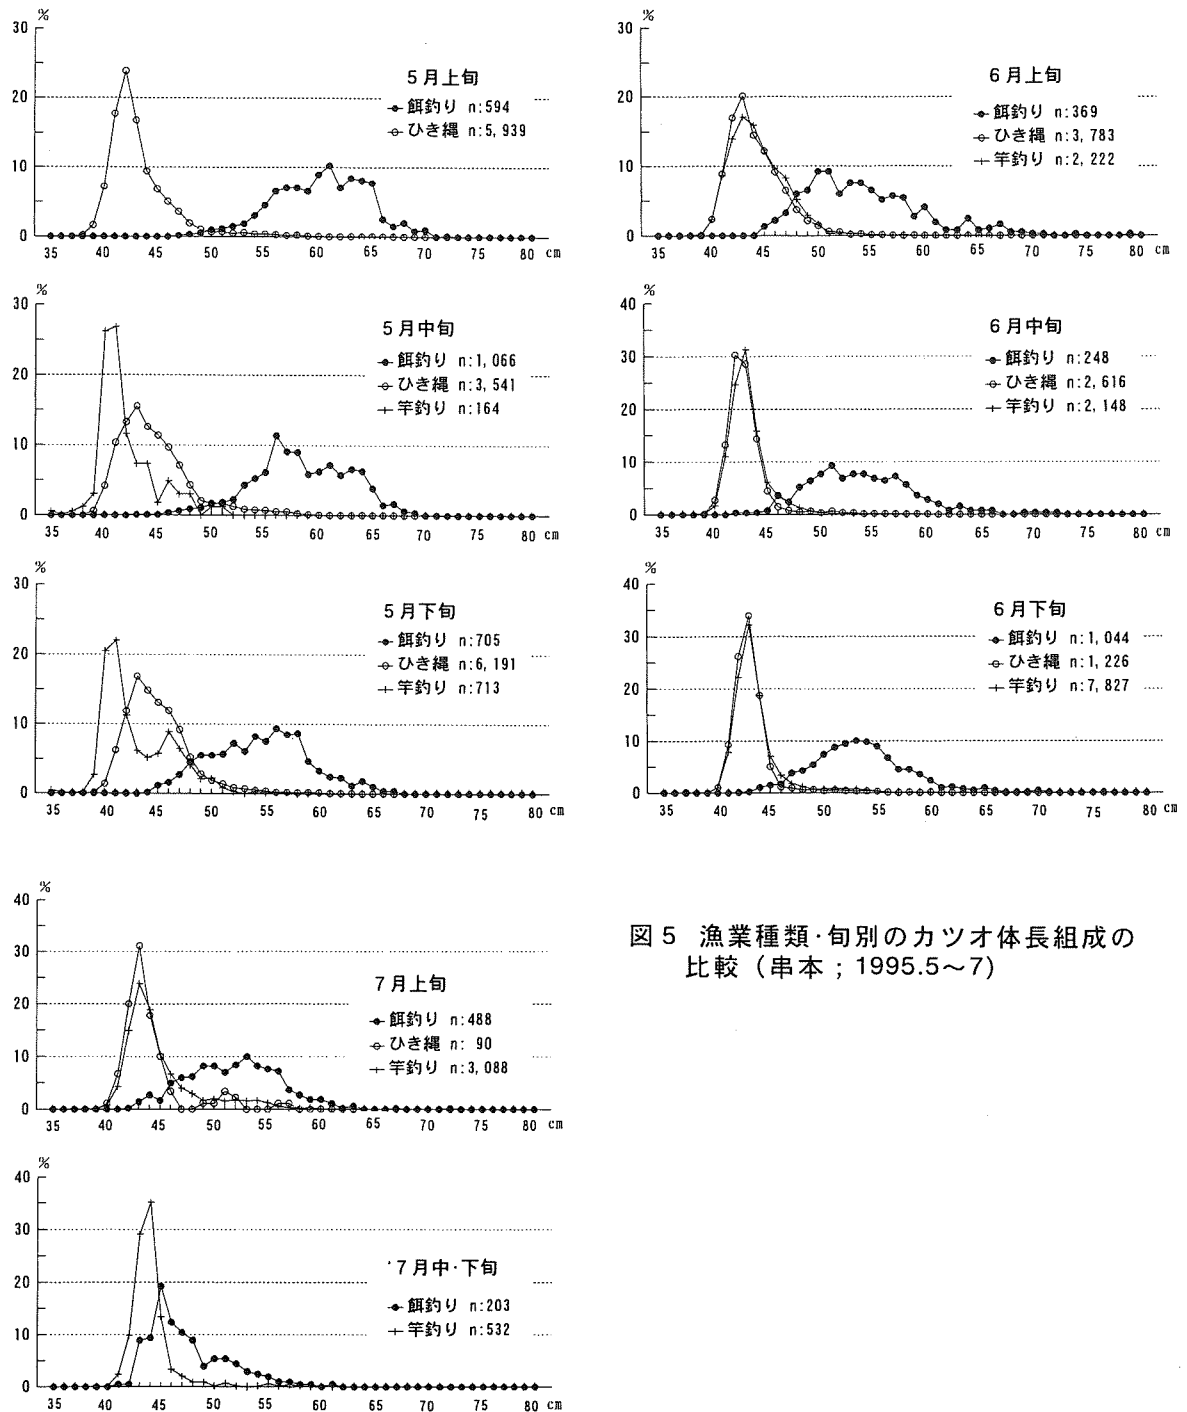 %
30
20
10
0
5月上旬
餌釣り n:594
ひき縄 n:5,939
35 40 45 50 55 60 65 70 75 80 cm
%
30
20
10
0
5月中旬
餌釣り n:1,066
ひき縄 n:3,541
竿釣り n:164
35 40 45 50 55 60 65 70 75 80 cm
%
30
20
10
0
5月下旬
餌釣り n:705
ひき縄 n:6,191
竿釣り n:713
35 40 45 50 55 60 65 70 75 80 cm
%
30
20
10
0
6月上旬
餌釣り n:369
ひき縄 n:3,783
竿釣り n:2,222
35 40 45 50 55 60 65 70 75 80 cm
%
40
30
20
10
0
6月中旬
餌釣り n:248
ひき縄 n:2,616
竿釣り n:2,148
35 40 45 50 55 60 65 70 75 80 cm
%
40
30
20
10
0
6月下旬
餌釣り n:1,044
ひき縄 n:1,226
竿釣り n:7,827
35 40 45 50 55 60 65 70 75 80 cm
%
40
30
20
10
0
7月上旬
餌釣り n:488
ひき縄 n: 90
竿釣り n:3,088
35 40 45 50 55 60 65 70 75 80 cm
%
40
30
20
10
0
7月中·下旬
餌釣り n:203
竿釣り n:532
35 40 45 50 55 60 65 70 75 80 cm
図5 漁業種類·旬別のカツオ体長組成の
比較(串本;1995.5〜7)